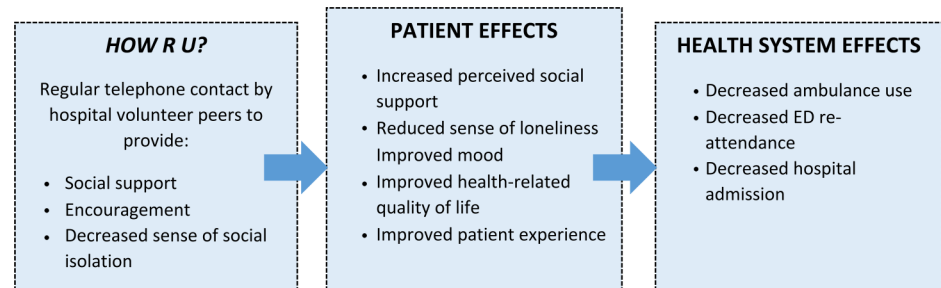 HOW R U?
Regular telephone contact by
hospital volunteer peers to
provide:
• Social support
• Encouragement
• Decreased sense of social
isolation
PATIENT EFFECTS
• Increased perceived social
support
• Reduced sense of loneliness
Improved mood
• Improved health-related
quality of life
• Improved patient experience
HEALTH SYSTEM EFFECTS
• Decreased ambulance use
• Decreased ED re-
attendance
• Decreased hospital
admission